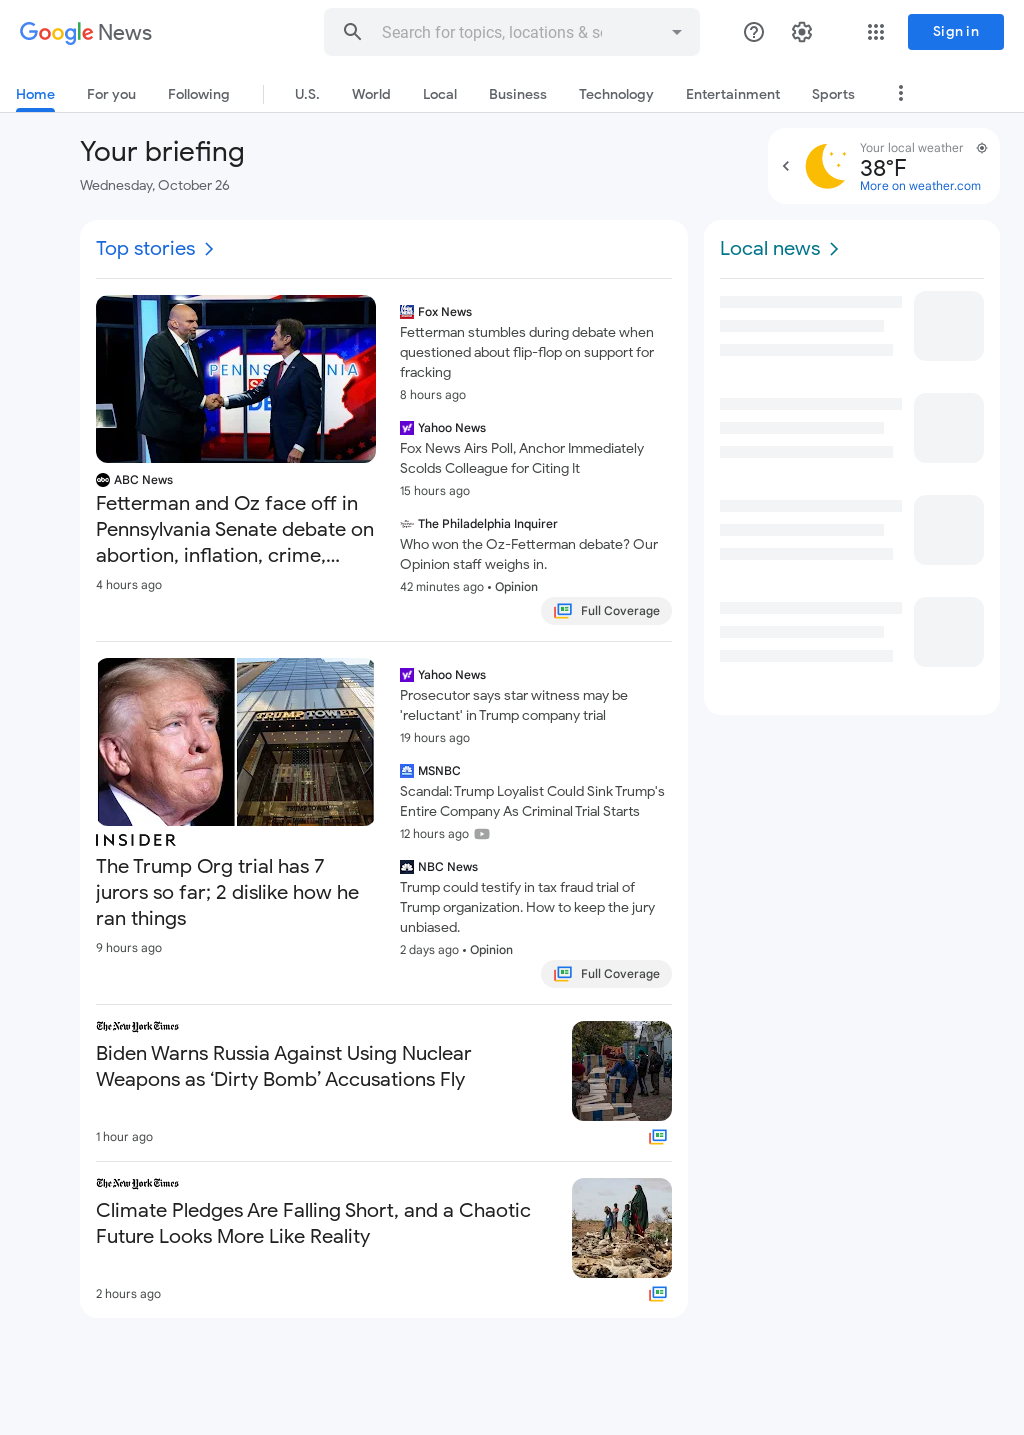 Google News
Search for topics, locations & so
Sign in
Home
For you
Following
U.S.
World
Local
Business
Technology
Entertainment
Sports
Your briefing
Wednesday, October 26
Your local weather
38°F
More on weather.com
Top stories
PENNSYLVANIA
abc ABC News
Fetterman and Oz face off in
Pennsylvania Senate debate on
abortion, inflation, crime,...
4 hours ago
Fox News
Fetterman stumbles during debate when
questioned about flip-flop on support for
fracking
8 hours ago
Yahoo News
Fox News Airs Poll, Anchor Immediately
Scolds Colleague for Citing It
15 hours ago
The Philadelphia Inquirer
Who won the Oz-Fetterman debate? Our
Opinion staff weighs in.
42 minutes ago • Opinion
Full Coverage
TRUMP TOWER
TRUMP TOWER
INSIDER
The Trump Org trial has 7
jurors so far; 2 dislike how he
ran things
9 hours ago
Yahoo News
Prosecutor says star witness may be
'reluctant' in Trump company trial
19 hours ago
MSNBC
Scandal: Trump Loyalist Could Sink Trump's
Entire Company As Criminal Trial Starts
12 hours ago
NBC News
Trump could testify in tax fraud trial of
Trump organization. How to keep the jury
unbiased.
2 days ago • Opinion
Full Coverage
The New York Times
Biden Warns Russia Against Using Nuclear
Weapons as ‘Dirty Bomb’ Accusations Fly
1 hour ago
The New York Times
Climate Pledges Are Falling Short, and a Chaotic
Future Looks More Like Reality
2 hours ago
Local news